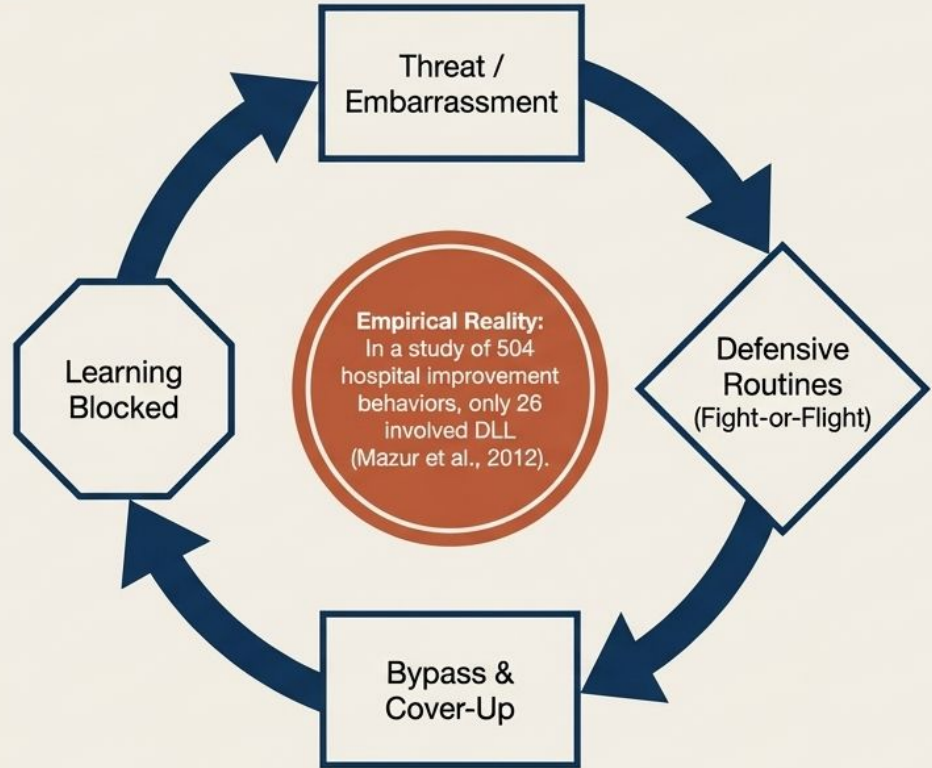 Threat /
Embarrassment
Defensive
Routines
(Fight-or-Flight)
Bypass &
Cover-Up
Learning
Blocked
Empirical Reality:
In a study of 504
hospital improvement
behaviors, only 26
involved DLL
(Mazur et al., 2012).